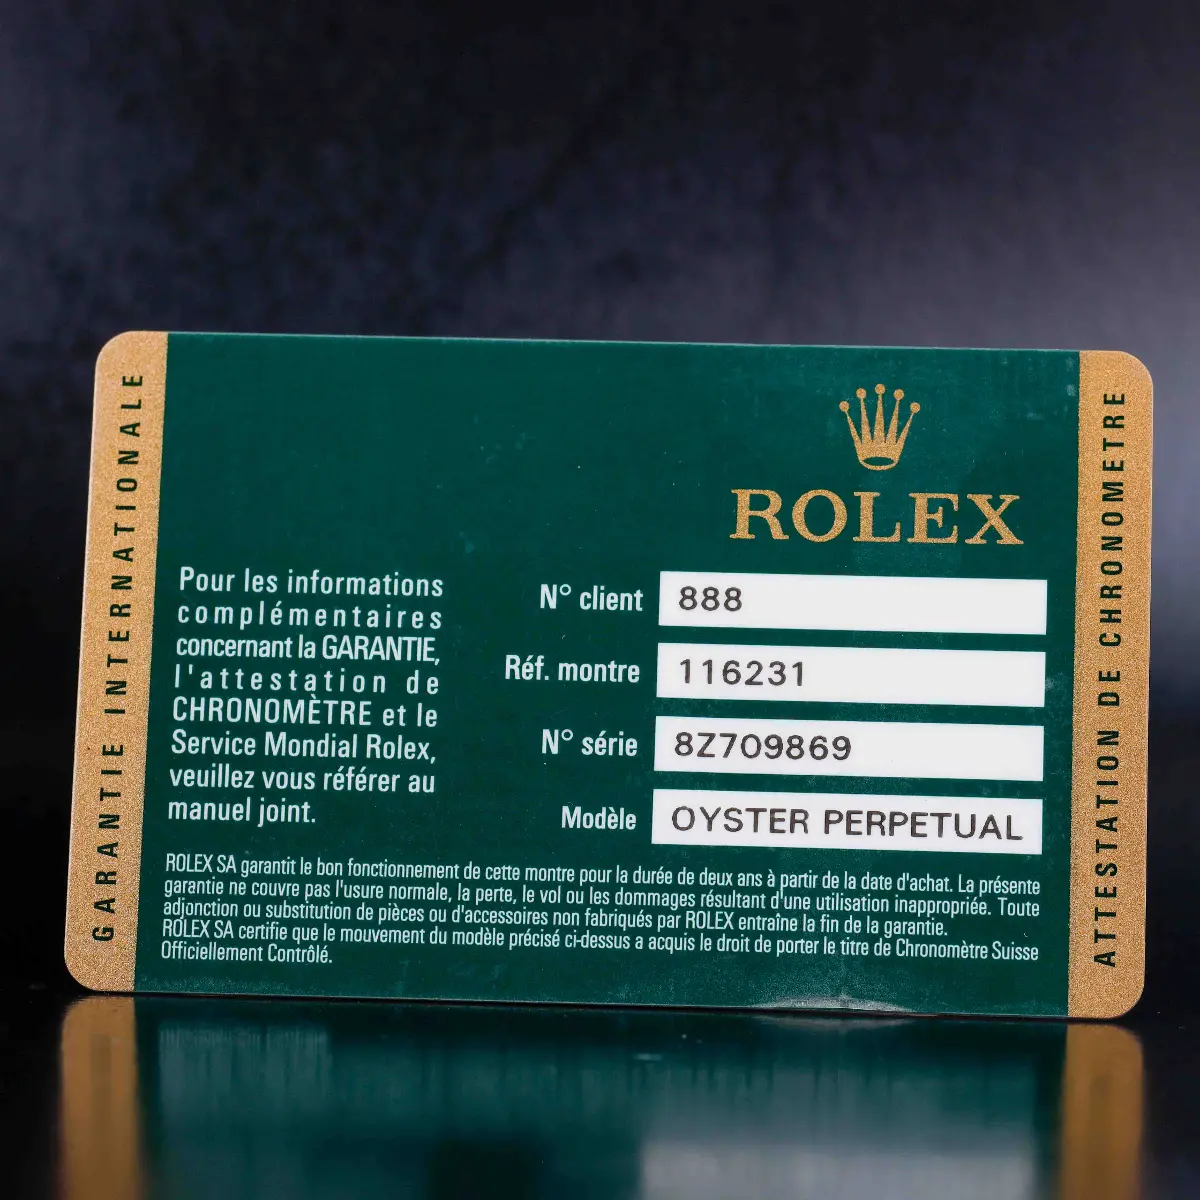 GARANTIE INTERNATIONALE
ROLEX
Pour les informations
complémentaires
concernant la GARANTIE,
l'attestation de
CHRONOMÈTRE et le
Service Mondial Rolex,
veuillez vous référer au
manuel joint.
N° client 888
Réf. montre 116231
N° série 8Z709869
Modèle OYSTER PERPETUAL
ROLEX SA garantit le bon fonctionnement de cette montre pour la durée de deux ans à partir de la date d'achat. La présente
garantie ne couvre pas l'usure normale, la perte, le vol ou les dommages résultant d'une utilisation inappropriée. Toute
adjonction ou substitution de pièces ou d'accessoires non fabriqués par ROLEX entraîne la fin de la garantie.
ROLEX SA certifie que le mouvement du modèle précisé ci-dessus a acquis le droit de porter le titre de Chronomètre Suisse
Officiellement Contrôlé.
ATTESTATION DE CHRONOMETRE